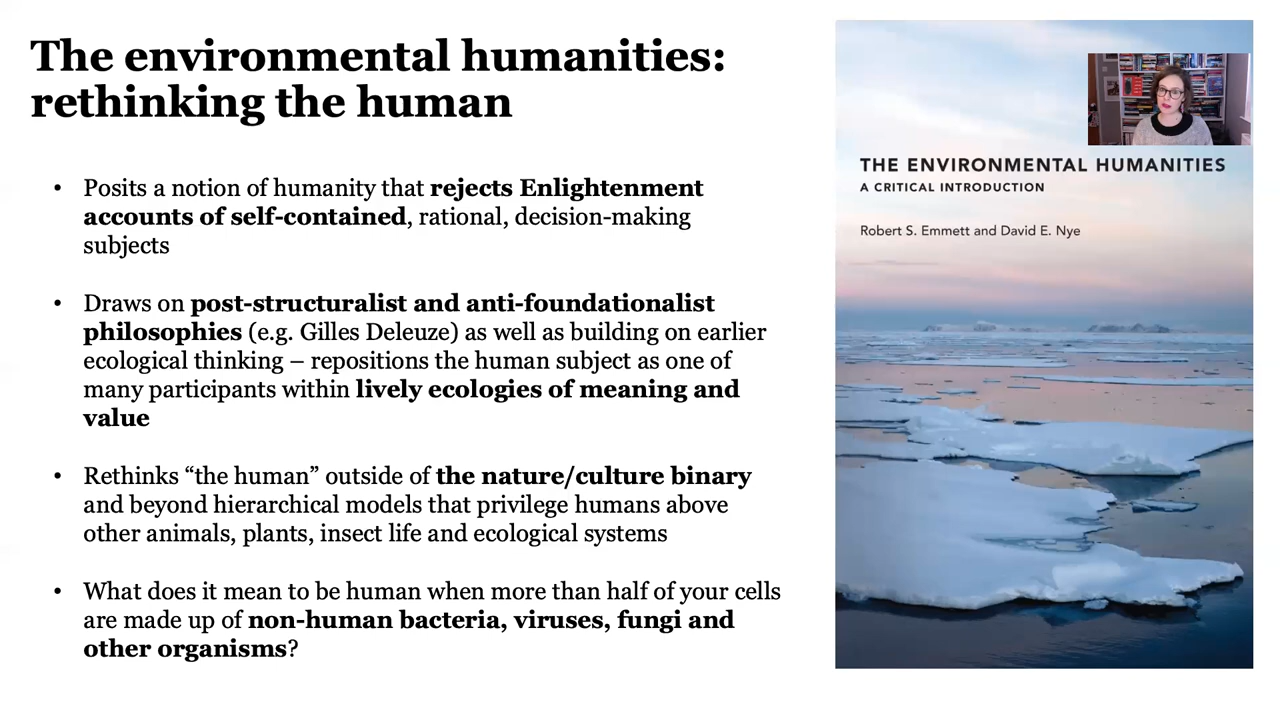 The environmental humanities:
rethinking the human
• Posits a notion of humanity that rejects Enlightenment
accounts of self-contained, rational, decision-making
subjects
• Draws on post-structuralist and anti-foundationalist
philosophies (e.g. Gilles Deleuze) as well as building on earlier
ecological thinking – repositions the human subject as one of
many participants within lively ecologies of meaning and
value
• Rethinks “the human” outside of the nature/culture binary
and beyond hierarchical models that privilege humans above
other animals, plants, insect life and ecological systems
• What does it mean to be human when more than half of your cells
are made up of non-human bacteria, viruses, fungi and
other organisms?
THE ENVIRONMENTAL HUMANITIES
A CRITICAL INTRODUCTION
Robert S. Emmett and David E. Nye